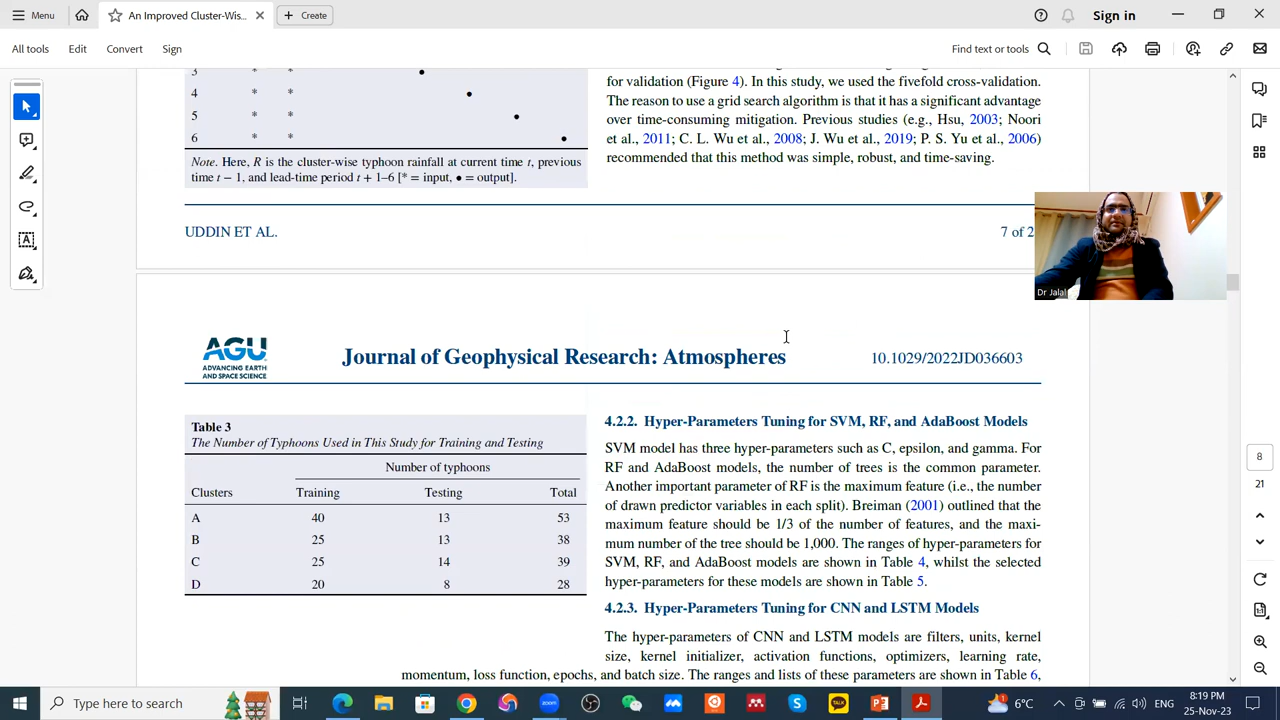 Menu
An Improved Cluster-Wis...
Create
Sign in
All tools
Edit
Convert
Sign
Find text or tools
3 * * •
4 * * •
5 * * •
6 * * •
Note. Here, R is the cluster-wise typhoon rainfall at current time t, previous
time t − 1, and lead-time period t + 1–6 [* = input, • = output].
for validation (Figure 4). In this study, we used the fivefold cross-validation.
The reason to use a grid search algorithm is that it has a significant advantage
over time-consuming mitigation. Previous studies (e.g., Hsu, 2003; Noori
et al., 2011; C. L. Wu et al., 2008; J. Wu et al., 2019; P. S. Yu et al., 2006)
recommended that this method was simple, robust, and time-saving.
UDDIN ET AL.
7 of 2
Dr Jalal
AGU
ADVANCING EARTH
AND SPACE SCIENCE
Journal of Geophysical Research: Atmospheres
10.1029/2022JD036603
Table 3
The Number of Typhoons Used in This Study for Training and Testing
Number of typhoons
Clusters Training Testing Total
A 40 13 53
B 25 13 38
C 25 14 39
D 20 8 28
4.2.2. Hyper-Parameters Tuning for SVM, RF, and AdaBoost Models
SVM model has three hyper-parameters such as C, epsilon, and gamma. For
RF and AdaBoost models, the number of trees is the common parameter.
Another important parameter of RF is the maximum feature (i.e., the number
of drawn predictor variables in each split). Breiman (2001) outlined that the
maximum feature should be 1/3 of the number of features, and the maxi-
mum number of the tree should be 1,000. The ranges of hyper-parameters for
SVM, RF, and AdaBoost models are shown in Table 4, whilst the selected
hyper-parameters for these models are shown in Table 5.
4.2.3. Hyper-Parameters Tuning for CNN and LSTM Models
The hyper-parameters of CNN and LSTM models are filters, units, kernel
size, kernel initializer, activation functions, optimizers, learning rate,
momentum, loss function, epochs, and batch size. The ranges and lists of these parameters are shown in Table 6,
8
21
Type here to search
zoom
TALK
6°C
ENG
8:19 PM
25-Nov-23